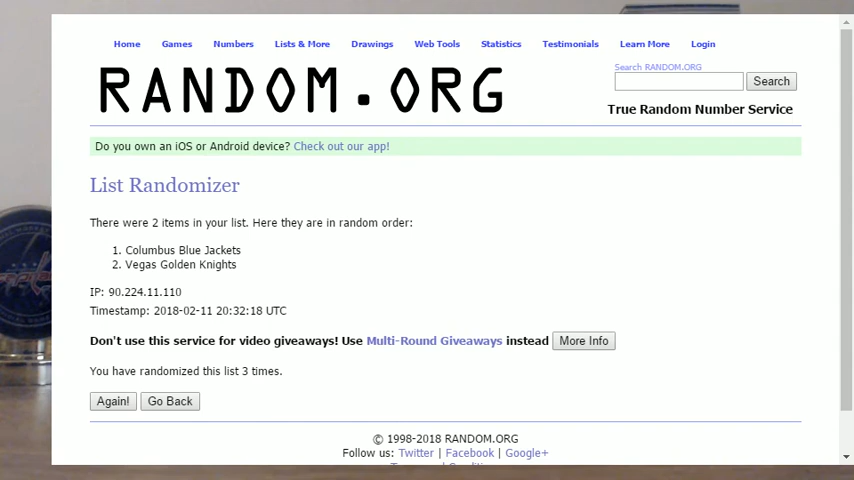 Home Games Numbers Lists & More Drawings Web Tools Statistics Testimonials Learn More Login
RANDOM.ORG
Search RANDOM.ORG
Search
True Random Number Service
Do you own an iOS or Android device? Check out our app!
List Randomizer
There were 2 items in your list. Here they are in random order:
1. Columbus Blue Jackets
2. Vegas Golden Knights
IP: 90.224.11.110
Timestamp: 2018-02-11 20:32:18 UTC
Don't use this service for video giveaways! Use Multi-Round Giveaways instead More Info
You have randomized this list 3 times.
Again! Go Back
© 1998-2018 RANDOM.ORG
Follow us: Twitter | Facebook | Google+